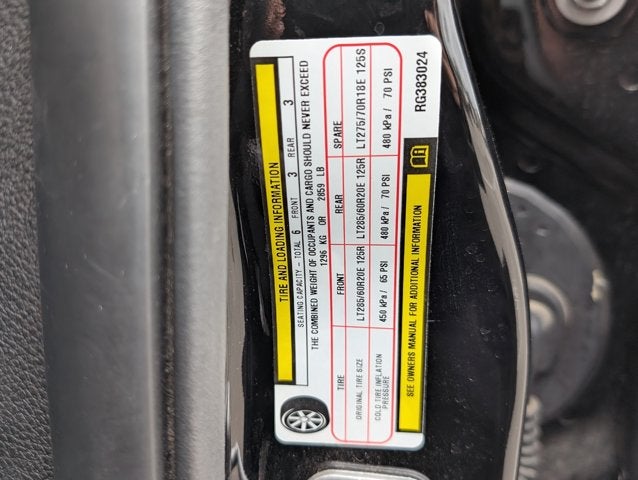 TIRE AND LOADING INFORMATION
SEATING CAPACITY - TOTAL 6 FRONT 3 REAR 3
THE COMBINED WEIGHT OF OCCUPANTS AND CARGO SHOULD NEVER EXCEED
1296 KG OR 2859 LB
TIRE FRONT REAR SPARE
ORIGINAL TIRE SIZE LT285/60R20E 125R LT285/60R20E 125R LT275/70R18E 125S
COLD TIRE INFLATION
PRESSURE 450 kPa / 65 PSI 480 kPa / 70 PSI 480 kPa / 70 PSI
SEE OWNERS MANUAL FOR ADDITIONAL INFORMATION
RG383024